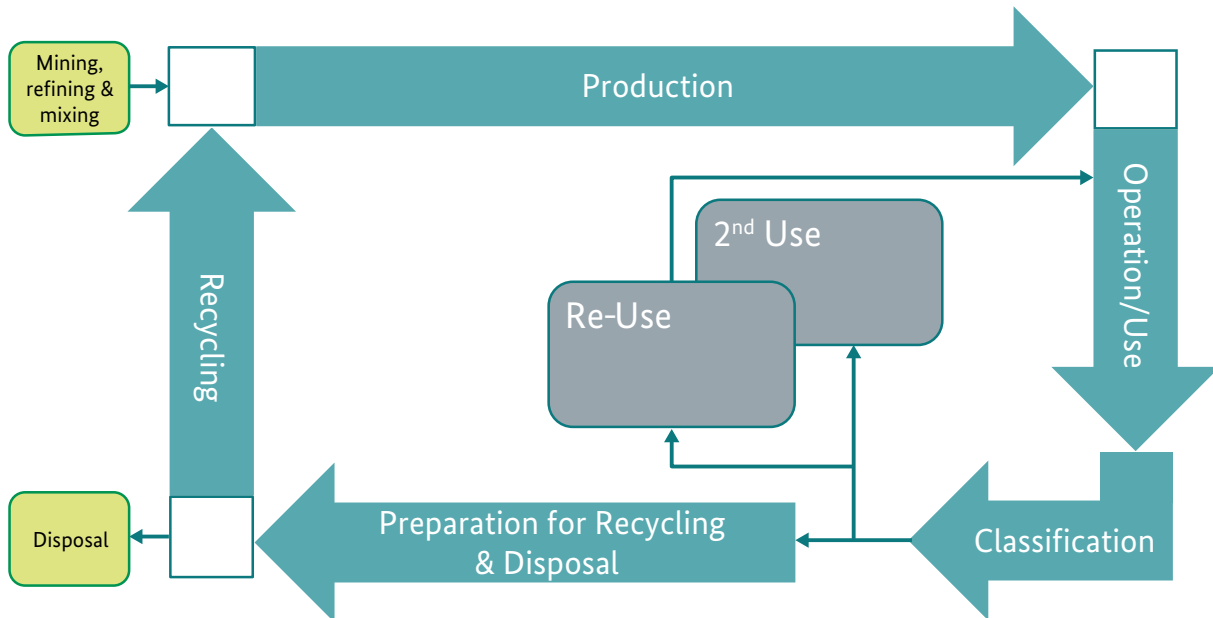 Mining,
refining &
mixing
Production
Operation/Use
2nd Use
Re-Use
Recycling
Disposal
Preparation for Recycling
& Disposal
Classification